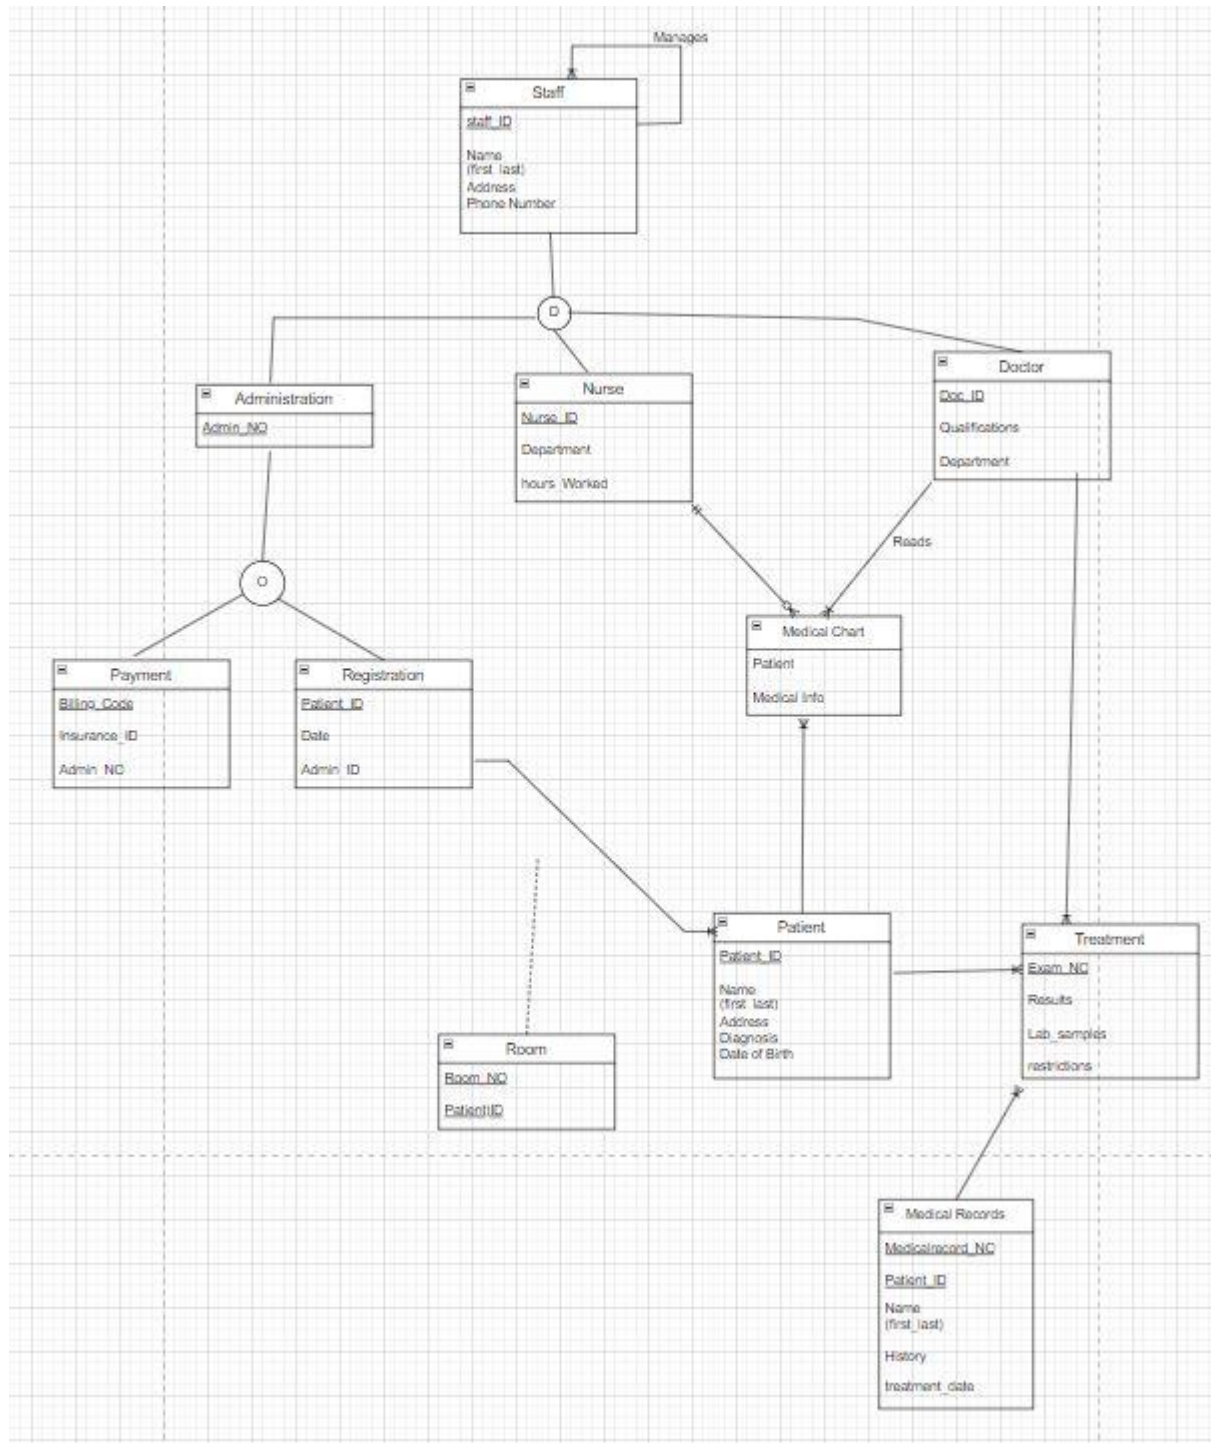 Manages
Staff
staff_ID
Name
(first_last)
Address
Phone Number
D
Administration
Admin_NO
Nurse
Nurse_ID
Department
hours_Worked
Doctor
Doc_ID
Qualifications
Department
Reads
O
Payment
Billing_Code
Insurance_ID
Admin_NO
Registration
Patient_ID
Date
Admin_ID
Medical Chart
Patient
Medical Info
Patient
Patient_ID
Name
(first_last)
Address
Diagnosis
Date of Birth
Treatment
Exam_NO
Results
Lab_samples
restrictions
Room
Room_NO
Medical Records
Medicalrecord_NO
Patient_ID
Name
(first_last)
History
treatment_date